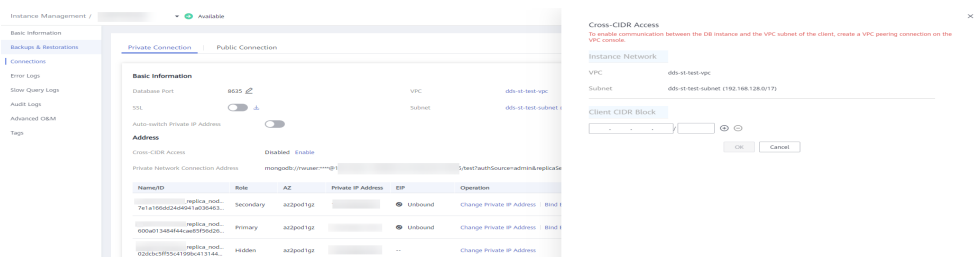 Instance Management /
Available
Basic Information
Backups & Restorations
Connections
Error Logs
Slow Query Logs
Audit Logs
Advanced O&M
Tags
Private Connection
Public Connection
Basic Information
Database Port 8625
VPC dds-st-test-vpc
SSL
Subnet dds-st-test-subnet
Auto-switch Private IP Address
Address
Cross-CIDR Access Disabled Enable
Private Network Connection Address mongodb://rwuser:****@1 5/test?authSource=admin&replicaSe
Name/ID Role AZ Private IP Address EIP Operation
replica_nod...
7e1a166dd24d4941a036463... Secondary az2pod1gz Unbound Change Private IP Address Bind E
replica_nod...
600a013484f44cae85f56d26... Primary az2pod1gz Unbound Change Private IP Address Bind E
replica_nod...
02dcbc5ff55c4199bc413144... Hidden az2pod1gz -- Change Private IP Address
Cross-CIDR Access
To enable communication between the DB instance and the VPC subnet of the client, create a VPC peering connection on the
VPC console.
Instance Network
VPC dds-st-test-vpc
Subnet dds-st-test-subnet (192.168.128.0/17)
Client CIDR Block
. . . /
OK Cancel